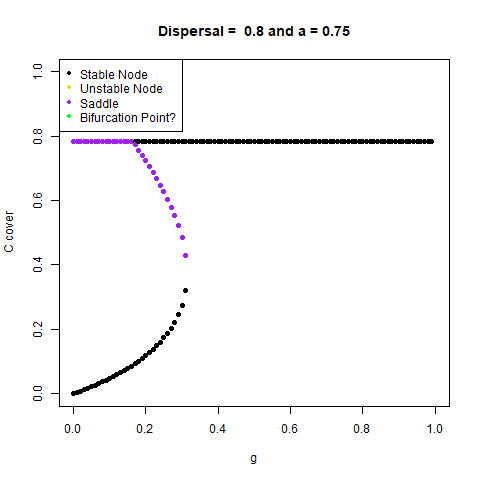 Dispersal =  0.8 and a = 0.75
Stable Node
Unstable Node
Saddle
Bifurcation Point?
C cover
1.0
0.8
0.6
0.4
0.2
0.0
0.0 0.2 0.4 0.6 0.8 1.0
g